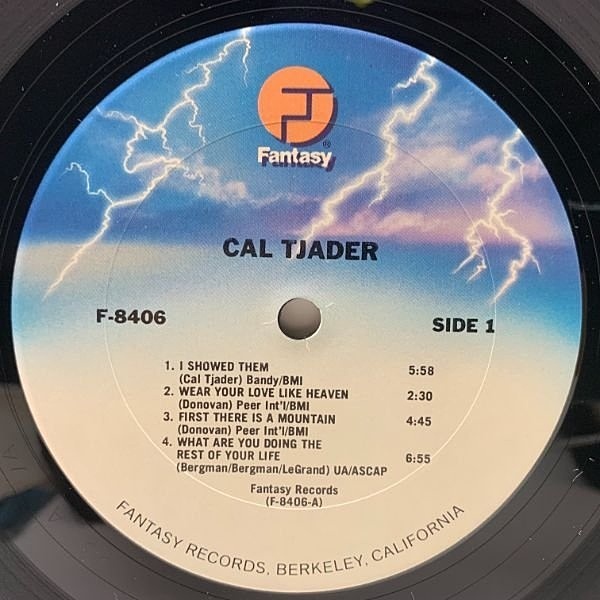 Fantasy®
CAL TJADER
F-8406
SIDE 1
1. I SHOWED THEM 5:58
(Cal Tjader) Bandy/BMI
2. WEAR YOUR LOVE LIKE HEAVEN 2:30
(Donovan) Peer Int'l/BMI
3. FIRST THERE IS A MOUNTAIN 4:45
(Donovan) Peer Int'l/BMI
4. WHAT ARE YOU DOING THE
REST OF YOUR LIFE 6:55
(Bergman/Bergman/LeGrand) UA/ASCAP
Fantasy Records
(F-8406-A)
FANTASY RECORDS, BERKELEY, CALIFORNIA